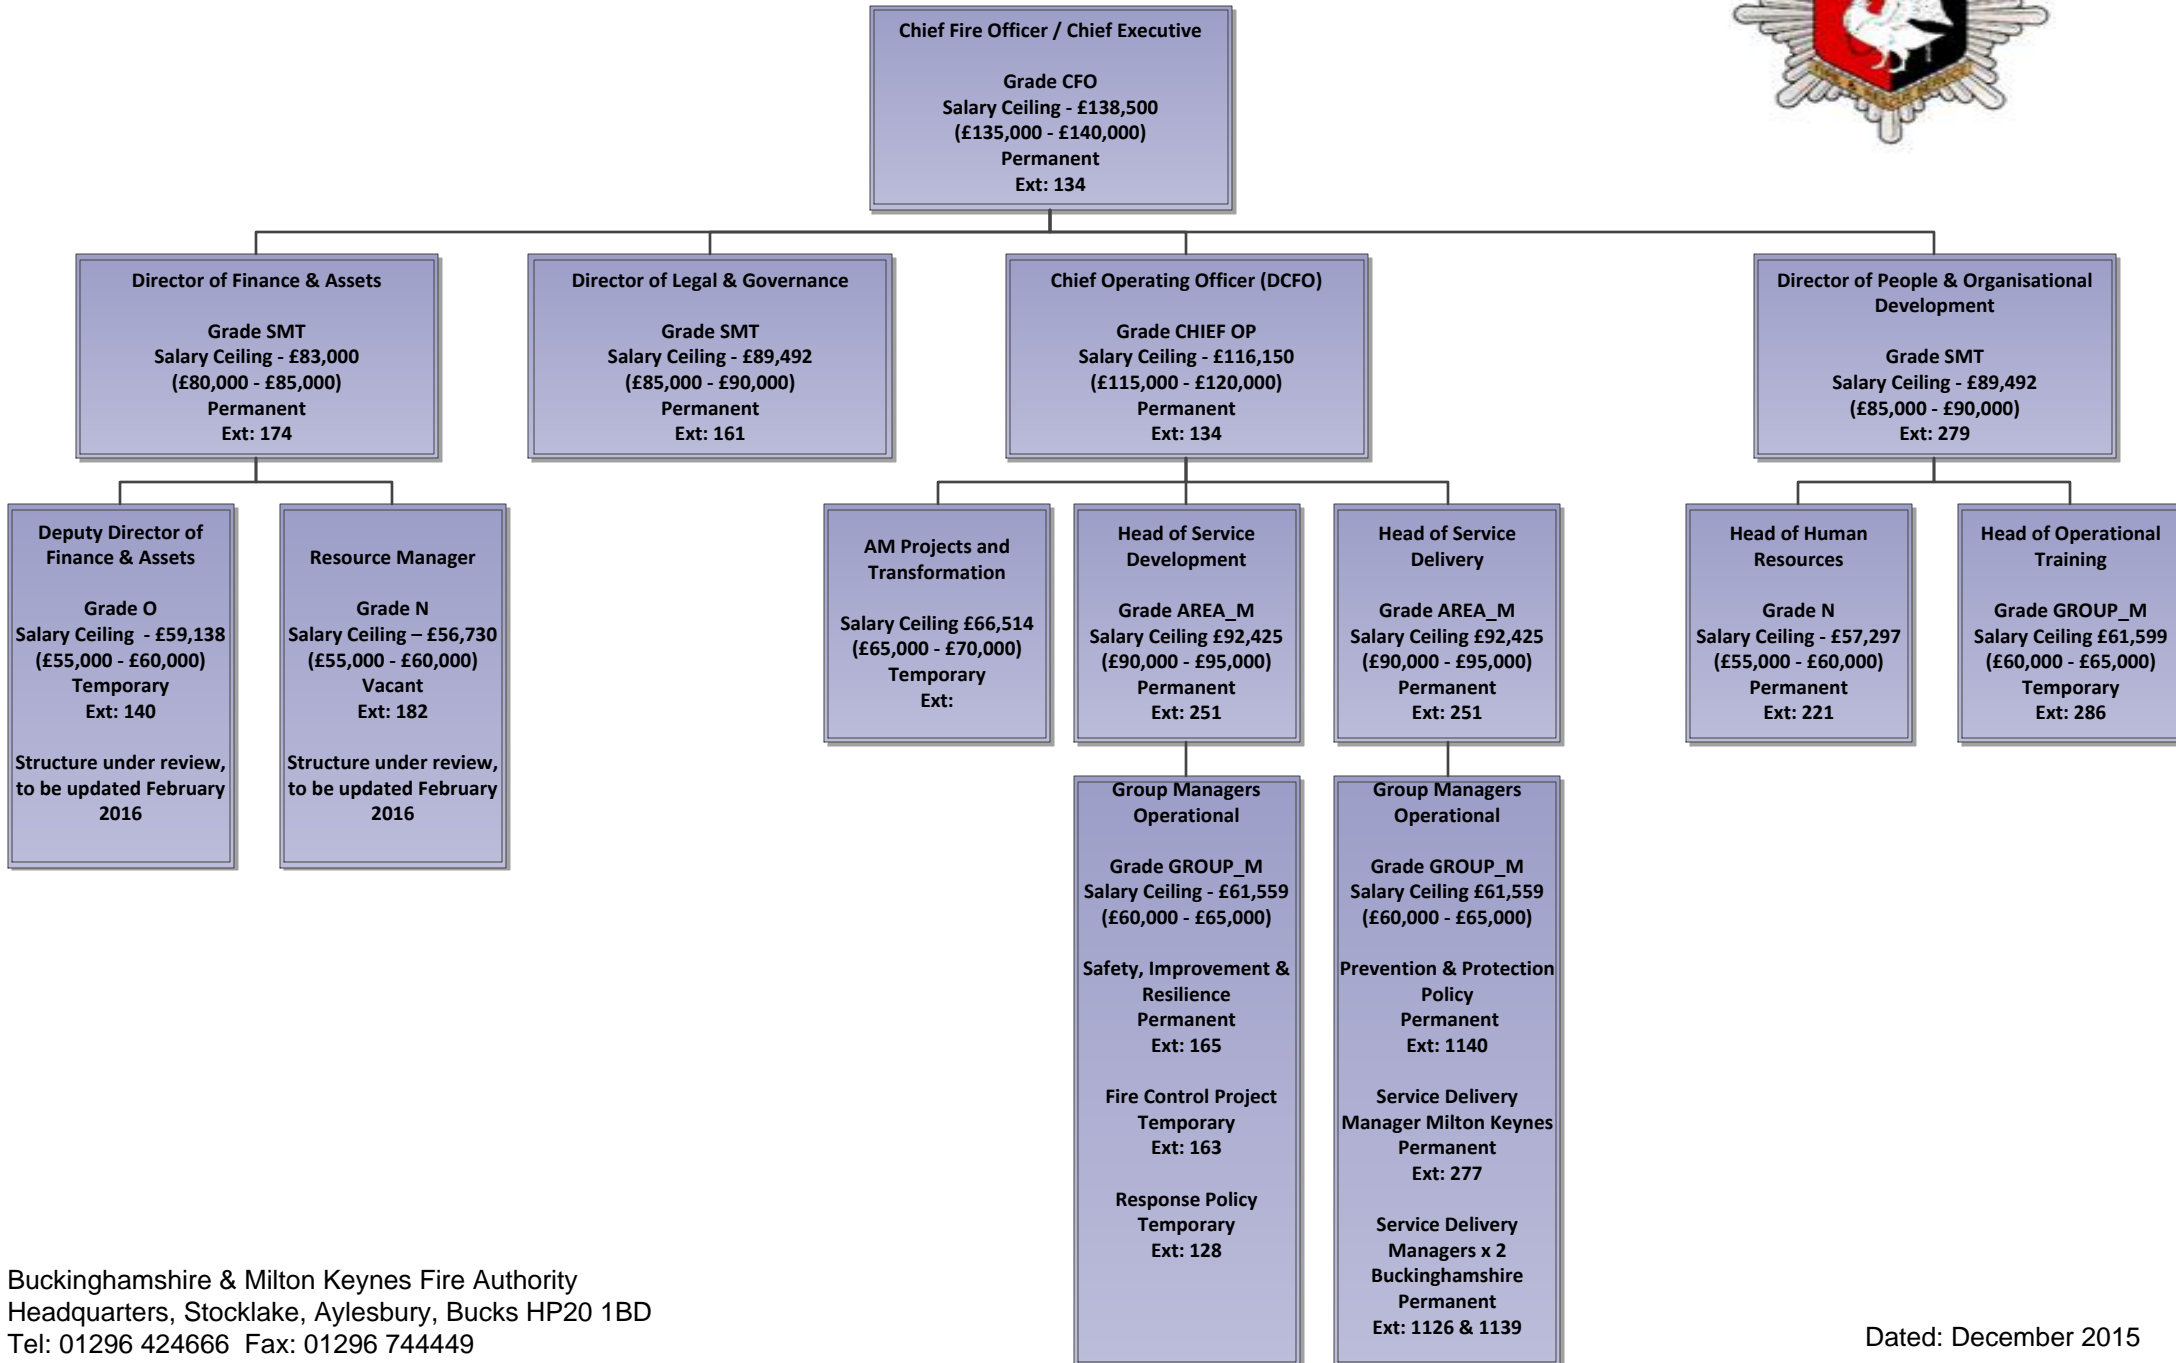 Chief Fire Officer / Chief Executive
Grade CFO
Salary Ceiling - £138,500
(£135,000 - £140,000)
Permanent
Ext: 134
Director of Finance & Assets
Grade SMT
Salary Ceiling - £83,000
(£80,000 - £85,000)
Permanent
Ext: 174
Director of Legal & Governance
Grade SMT
Salary Ceiling - £89,492
(£85,000 - £90,000)
Permanent
Ext: 161
Chief Operating Officer (DCFO)
Grade CHIEF OP
Salary Ceiling - £116,150
(£115,000 - £120,000)
Permanent
Ext: 134
Director of People & Organisational
Development
Grade SMT
Salary Ceiling - £89,492
(£85,000 - £90,000)
Ext: 279
Deputy Director of
Finance & Assets
Grade O
Salary Ceiling  - £59,138
(£55,000 - £60,000)
Temporary
Ext: 140
Structure under review,
to be updated February
2016
Resource Manager
Grade N
Salary Ceiling – £56,730
(£55,000 - £60,000)
Vacant
Ext: 182
Structure under review,
to be updated February
2016
AM Projects and
Transformation
Salary Ceiling £66,514
(£65,000 - £70,000)
Temporary
Ext:
Head of Service
Development
Grade AREA_M
Salary Ceiling £92,425
(£90,000 - £95,000)
Permanent
Ext: 251
Head of Service
Delivery
Grade AREA_M
Salary Ceiling £92,425
(£90,000 - £95,000)
Permanent
Ext: 251
Head of Human
Resources
Grade N
Salary Ceiling - £57,297
(£55,000 - £60,000)
Permanent
Ext: 221
Head of Operational
Training
Grade GROUP_M
Salary Ceiling £61,599
(£60,000 - £65,000)
Temporary
Ext: 286
Group Managers
Operational
Grade GROUP_M
Salary Ceiling - £61,559
(£60,000 - £65,000)
Safety, Improvement &
Resilience
Permanent
Ext: 165
Fire Control Project
Temporary
Ext: 163
Response Policy
Temporary
Ext: 128
Group Managers
Operational
Grade GROUP_M
Salary Ceiling £61,559
(£60,000 - £65,000)
Prevention & Protection
Policy
Permanent
Ext: 1140
Service Delivery
Manager Milton Keynes
Permanent
Ext: 277
Service Delivery
Managers x 2
Buckinghamshire
Permanent
Ext: 1126 & 1139
Buckinghamshire & Milton Keynes Fire Authority
Headquarters, Stocklake, Aylesbury, Bucks HP20 1BD
Tel: 01296 424666  Fax: 01296 744449
Dated: December 2015